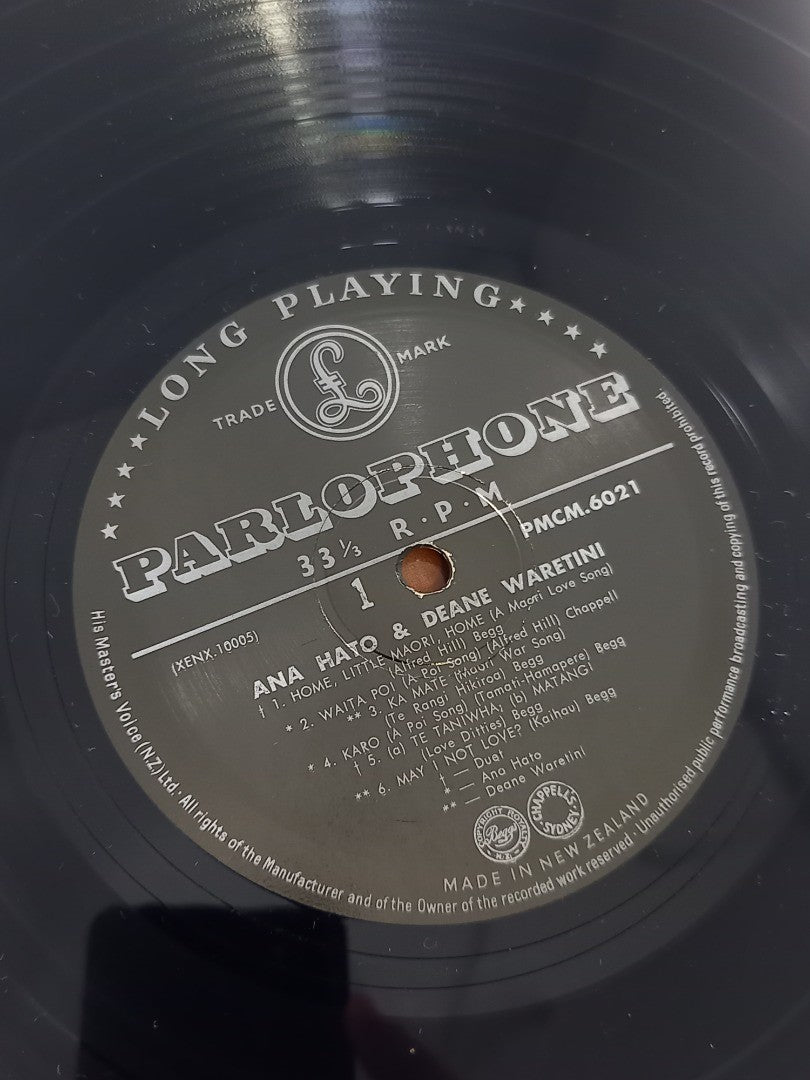 LONG PLAYING
TRADE MARK
£
PARLOPHONE
33⅓ R·P·M
PMCM.6021
1
(XENX.10005)
ANA HATO & DEANE WARETINI
† 1. HOME, LITTLE MAORI, HOME (A Maori Love Song)
(Alfred Hill) Begg
* 2. WAITA POI (A Poi Song) (Alfred Hill) Chappell
** 3. KA MATE (Maori War Song)
(Te Rangi Hikiroa) Begg
* 4. KARO (A Poi Song) (Tamati-Hamapere) Begg
† 5. (a) TE TANIWHA; (b) MATANGI
(Love Ditties) Begg
** 6. MAY I NOT LOVE? (Kaihau) Begg
† — Duet
— Ana Hato
** — Deane Waretini
COPYRIGHT ROYALTY
Beggs
N.Z.
CHAPPELL'S
SYDNEY
MADE IN NEW ZEALAND
His Master's Voice (N.Z.) Ltd · All rights of the Manufacturer and of the Owner of the recorded work reserved · Unauthorised public performance broadcasting and copying of this record prohibited.